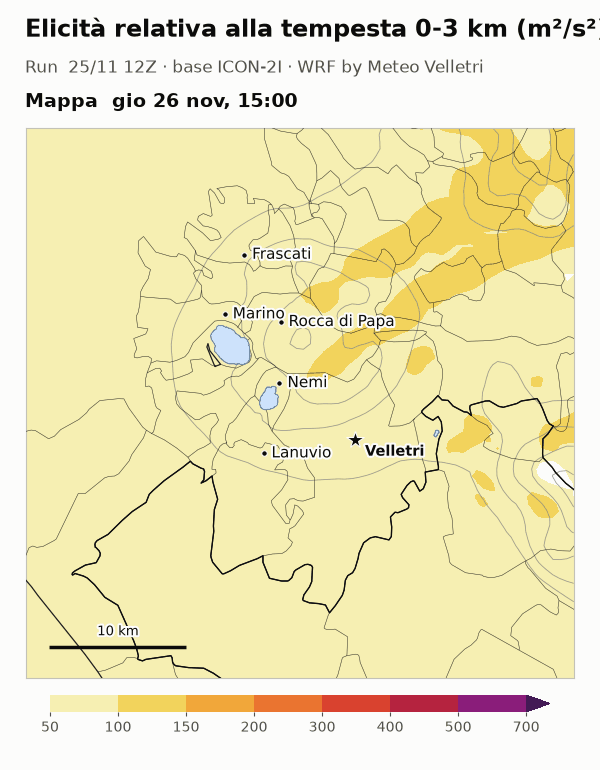 Elicità relativa alla tempesta 0-3 km (m²/s²)
Run  25/11 12Z · base ICON-2I · WRF by Meteo Velletri
Mappa  gio 26 nov, 15:00
Frascati
Marino
Rocca di Papa
Nemi
Velletri
Lanuvio
10 km
50 100 150 200 300 400 500 700